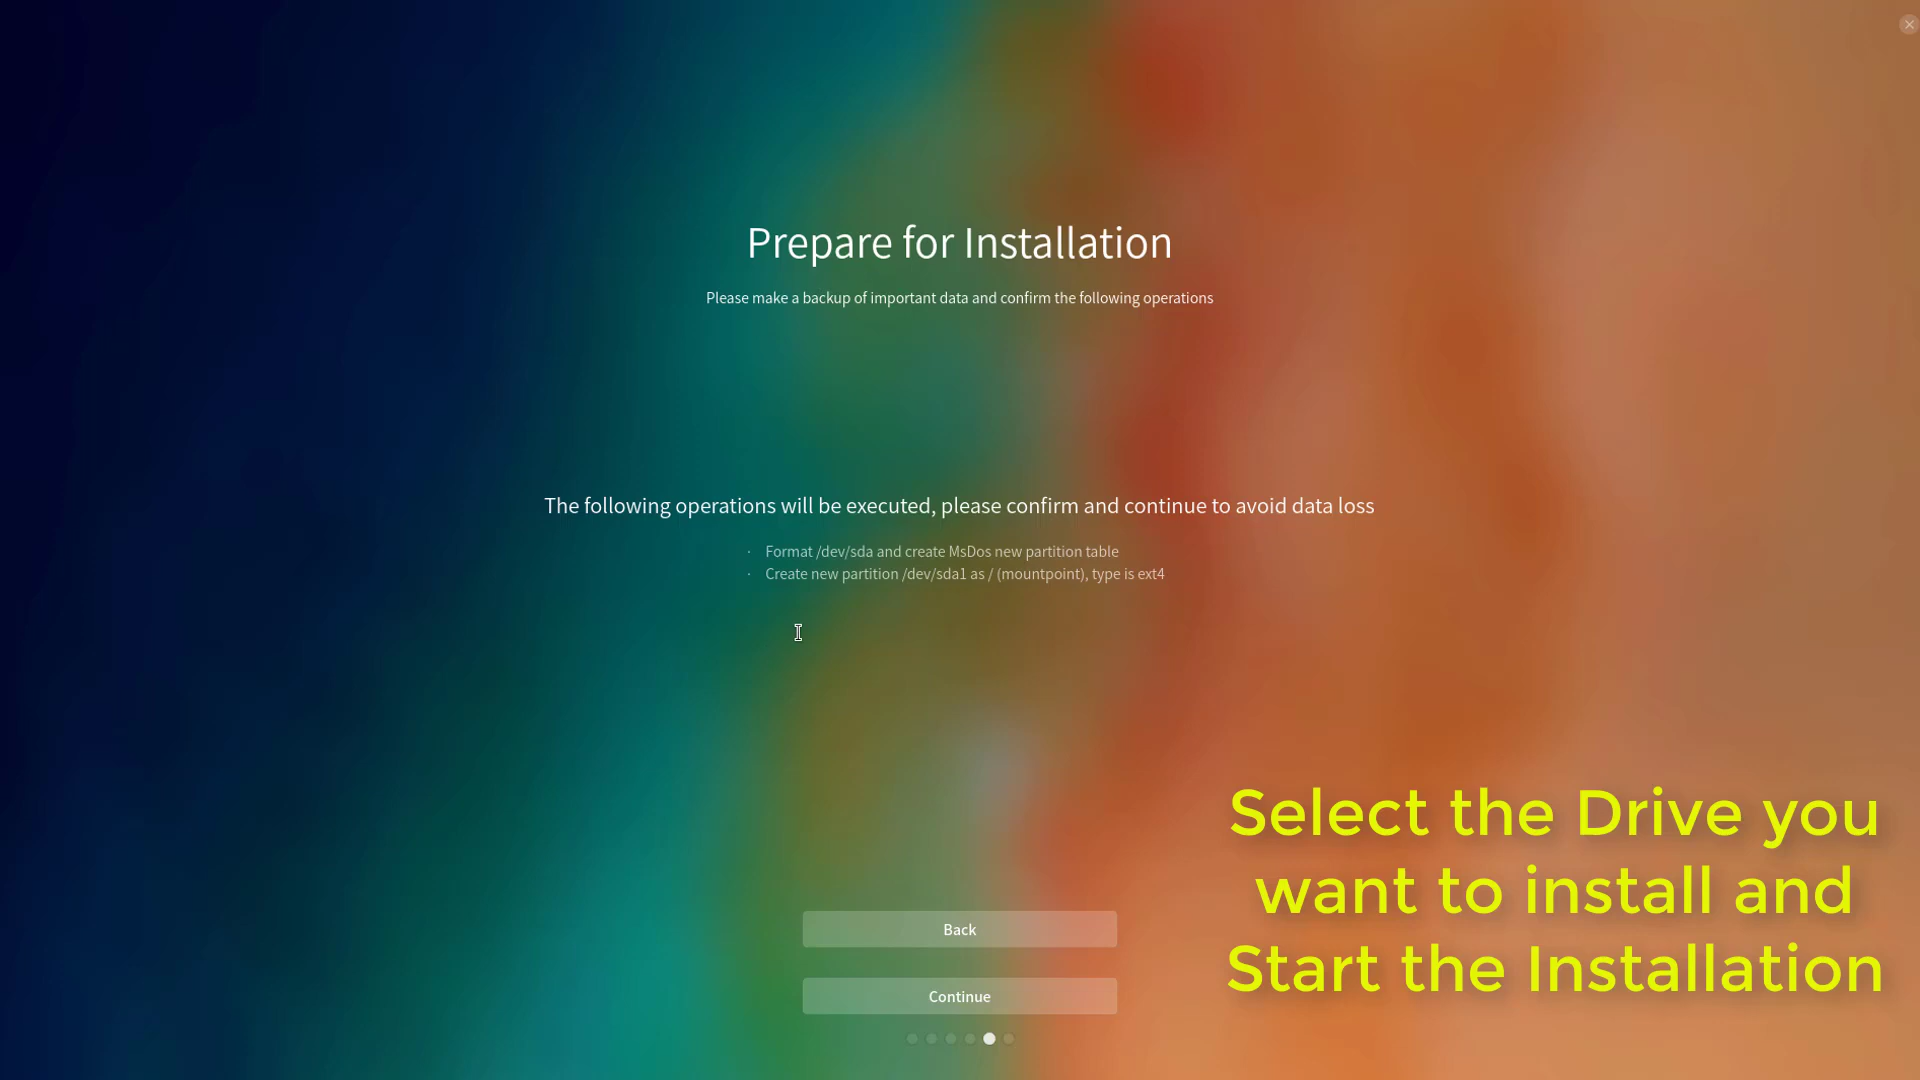 Prepare for Installation
Please make a backup of important data and confirm the following operations
The following operations will be executed, please confirm and continue to avoid data loss
· Format /dev/sda and create MsDos new partition table
· Create new partition /dev/sda1 as / (mountpoint), type is ext4
Back
Continue
Select the Drive you
want to install and
Start the Installation